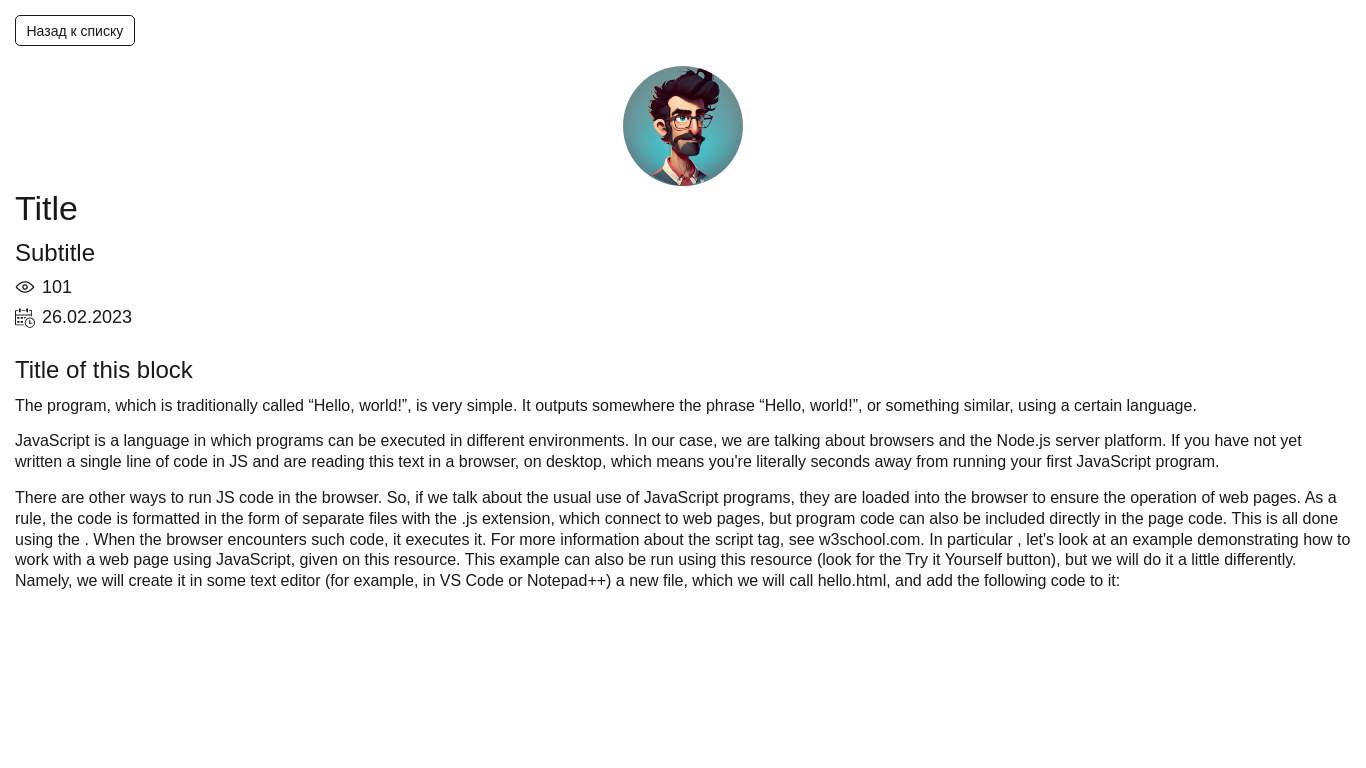 Назад к списку
Title
Subtitle
101
26.02.2023
Title of this block
The program, which is traditionally called “Hello, world!”, is very simple. It outputs somewhere the phrase “Hello, world!”, or something similar, using a certain language.
JavaScript is a language in which programs can be executed in different environments. In our case, we are talking about browsers and the Node.js server platform. If you have not yet
written a single line of code in JS and are reading this text in a browser, on desktop, which means you're literally seconds away from running your first JavaScript program.
There are other ways to run JS code in the browser. So, if we talk about the usual use of JavaScript programs, they are loaded into the browser to ensure the operation of web pages. As a
rule, the code is formatted in the form of separate files with the .js extension, which connect to web pages, but program code can also be included directly in the page code. This is all done
using the . When the browser encounters such code, it executes it. For more information about the script tag, see w3school.com. In particular , let's look at an example demonstrating how to
work with a web page using JavaScript, given on this resource. This example can also be run using this resource (look for the Try it Yourself button), but we will do it a little differently.
Namely, we will create it in some text editor (for example, in VS Code or Notepad++) a new file, which we will call hello.html, and add the following code to it: